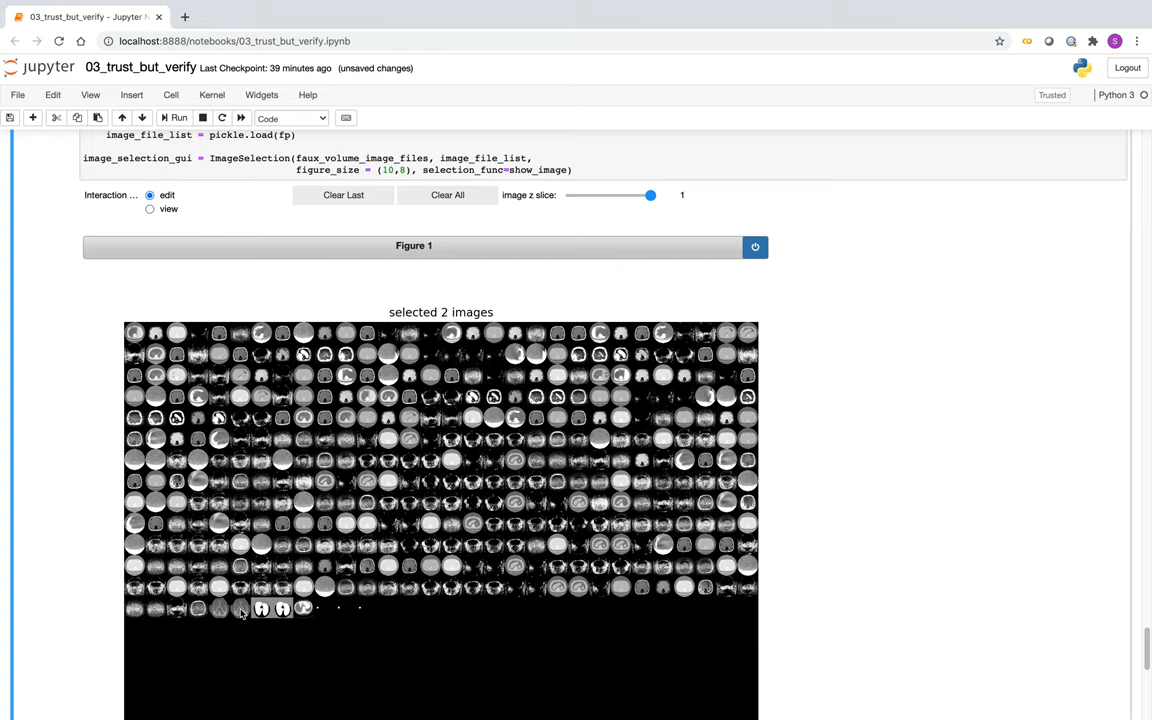 03_trust_but_verify - Jupyter N
localhost:8888/notebooks/03_trust_but_verify.ipynb
S
jupyter 03_trust_but_verify Last Checkpoint: 39 minutes ago (unsaved changes)
Logout
File Edit View Insert Cell Kernel Widgets Help
Trusted
Python 3
Run
Code
image_file_list = pickle.load(fp)
image_selection_gui = ImageSelection(faux_volume_image_files, image_file_list,
figure_size = (10,8), selection_func=show_image)
Interaction ... edit Clear Last Clear All image z slice: 1
view
Figure 1
selected 2 images